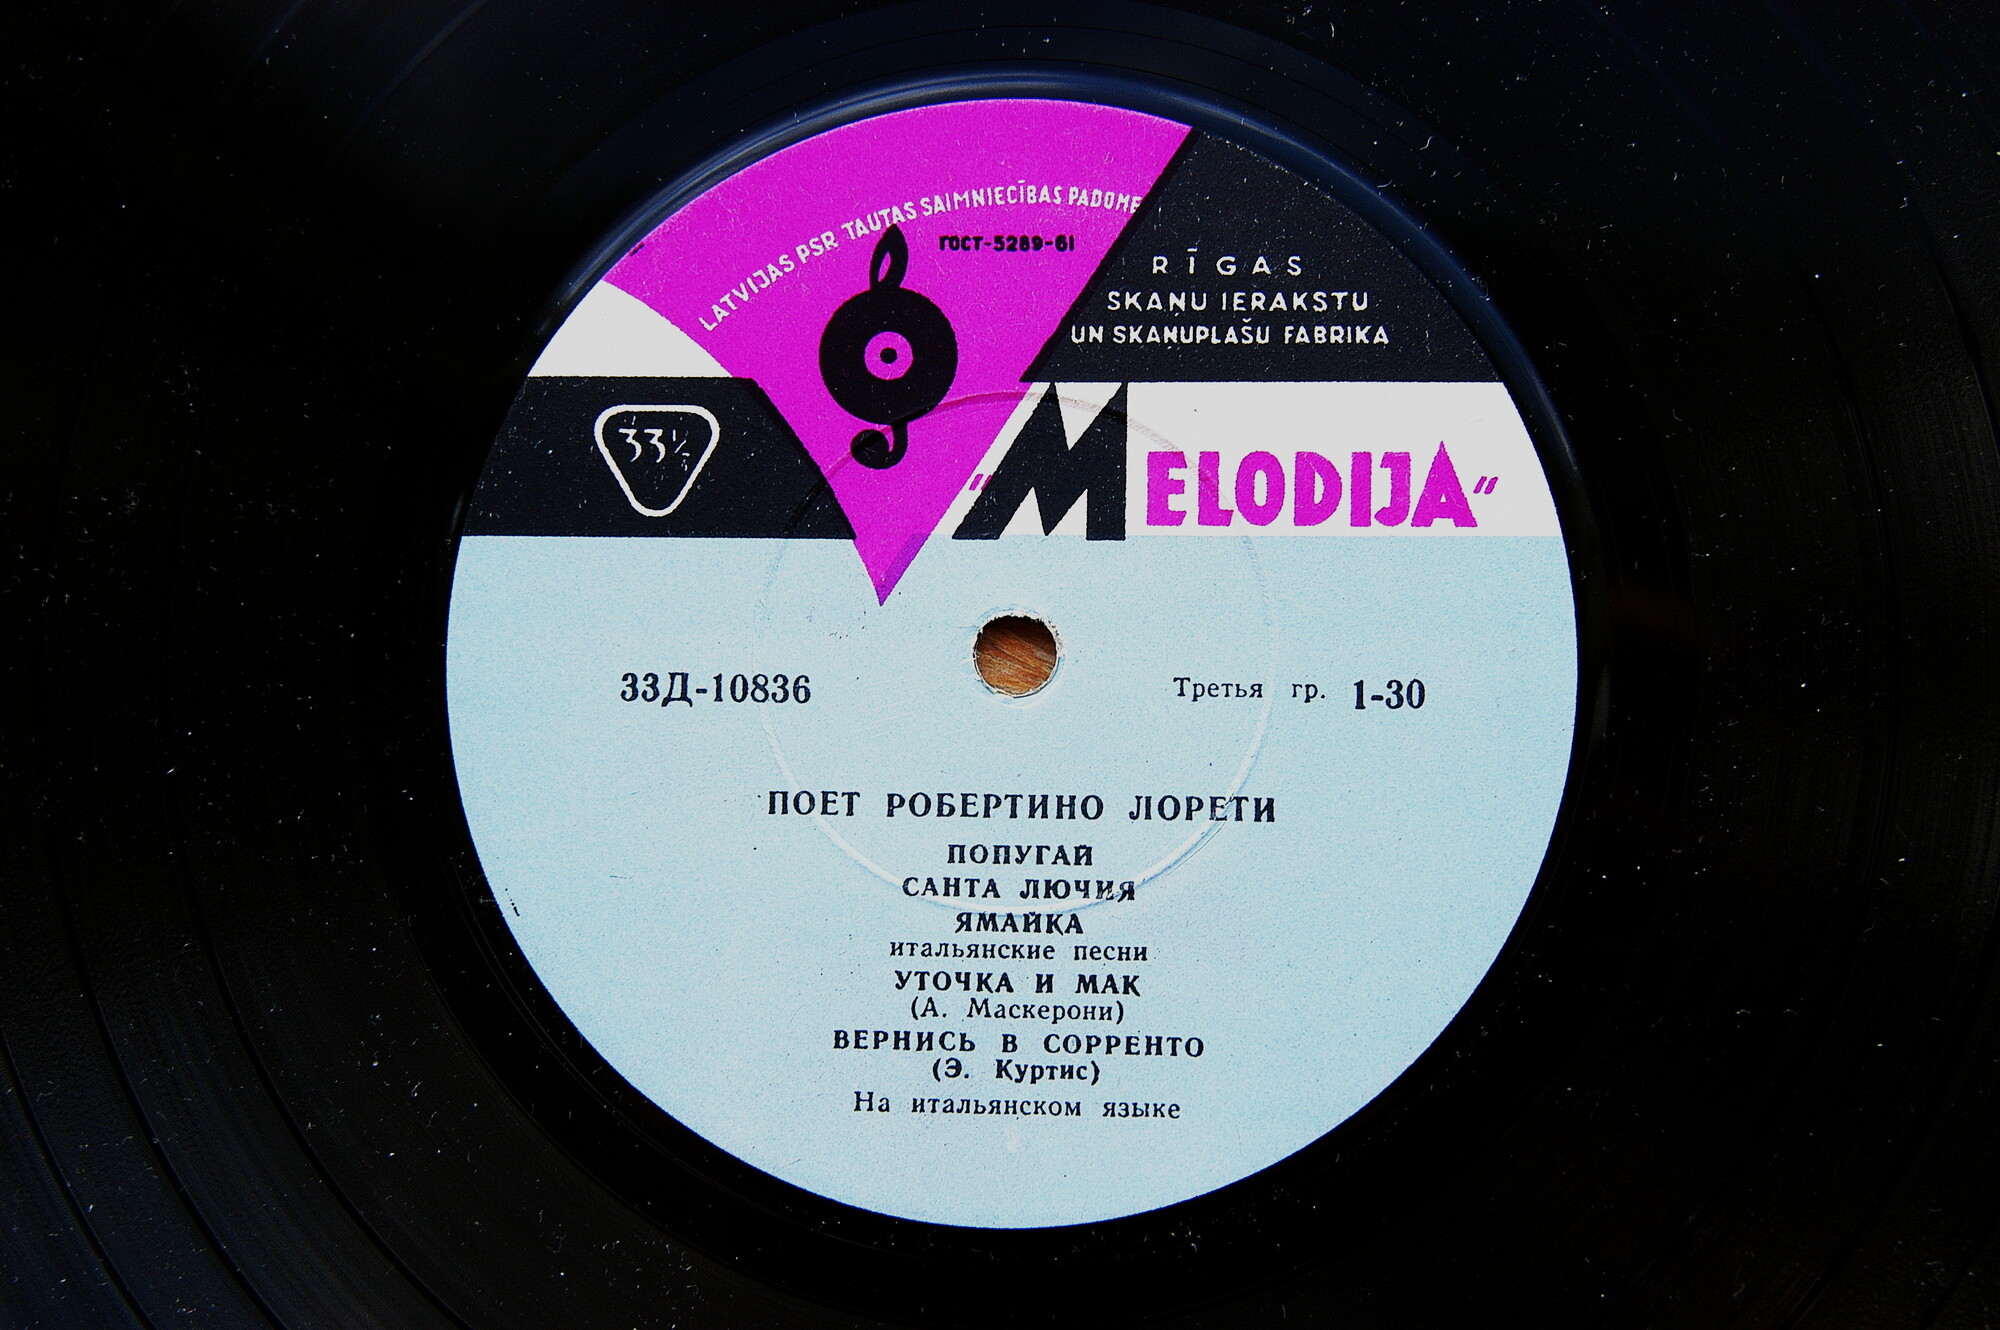 LATVIJAS PSR TAUTAS SAIMNIECĪBAS PADOME
ГОСТ-5289-61
RĪGAS
SKAŅU IERAKSTU
UN SKAŅUPLAŠU FABRIKA
33⅓
"MELODIJA"
33Д-10836
Третья гр. 1-30
ПОЕТ РОБЕРТИНО ЛОРЕТИ
ПОПУГАЙ
САНТА ЛЮЧИЯ
ЯМАЙКА
итальянские песни
УТОЧКА И МАК
(А. Маскерони)
ВЕРНИСЬ В СОРРЕНТО
(Э. Куртис)
На итальянском языке